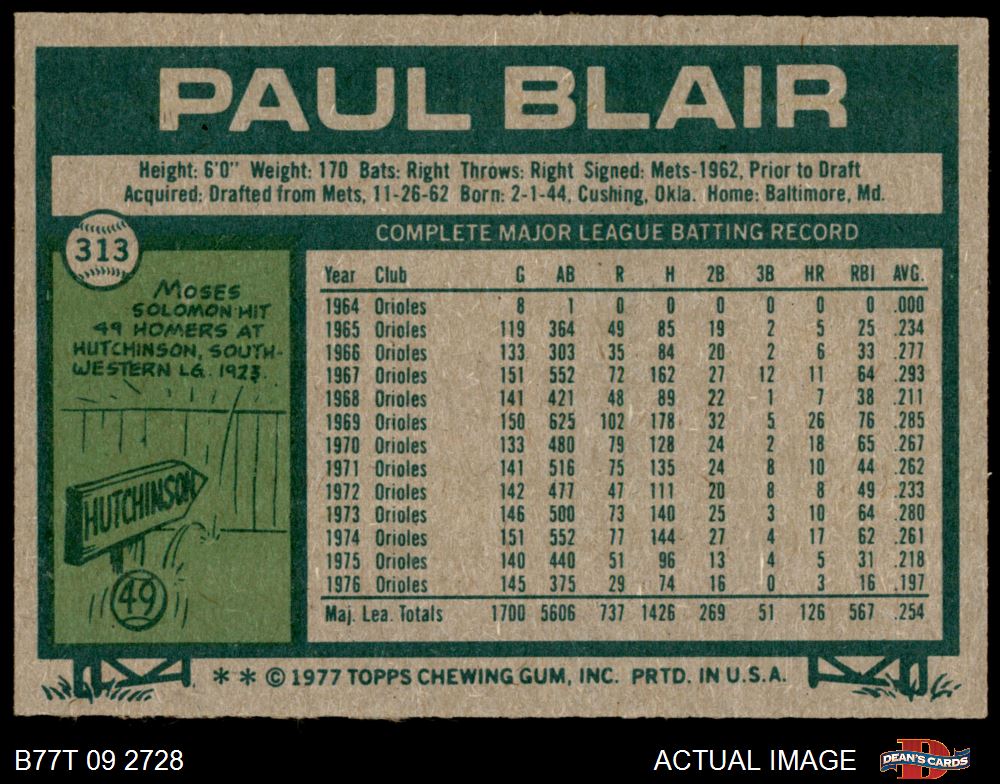 PAUL BLAIR
Height: 6'0" Weight: 170 Bats: Right Throws: Right Signed: Mets-1962, Prior to Draft
Acquired: Drafted from Mets, 11-26-62 Born: 2-1-44, Cushing, Okla. Home: Baltimore, Md.
313
MOSES
SOLOMON HIT
49 HOMERS AT
HUTCHINSON, SOUTH-
WESTERN LG. 1923.
HUTCHINSON
49
COMPLETE MAJOR LEAGUE BATTING RECORD
Year Club G AB R H 2B 3B HR RBI AVG.
1964 Orioles 8 1 0 0 0 0 0 0 .000
1965 Orioles 119 364 49 85 19 2 5 25 .234
1966 Orioles 133 303 35 84 20 2 6 33 .277
1967 Orioles 151 552 72 162 27 12 11 64 .293
1968 Orioles 141 421 48 89 22 1 7 38 .211
1969 Orioles 150 625 102 178 32 5 26 76 .285
1970 Orioles 133 480 79 128 24 2 18 65 .267
1971 Orioles 141 516 75 135 24 8 10 44 .262
1972 Orioles 142 477 47 111 20 8 8 49 .233
1973 Orioles 146 500 73 140 25 3 10 64 .280
1974 Orioles 151 552 77 144 27 4 17 62 .261
1975 Orioles 140 440 51 96 13 4 5 31 .218
1976 Orioles 145 375 29 74 16 0 3 16 .197
Maj. Lea. Totals 1700 5606 737 1426 269 51 126 567 .254
** © 1977 TOPPS CHEWING GUM, INC. PRTD. IN U.S.A.
B77T 09 2728
ACTUAL IMAGE
D
DEAN'S CARDS